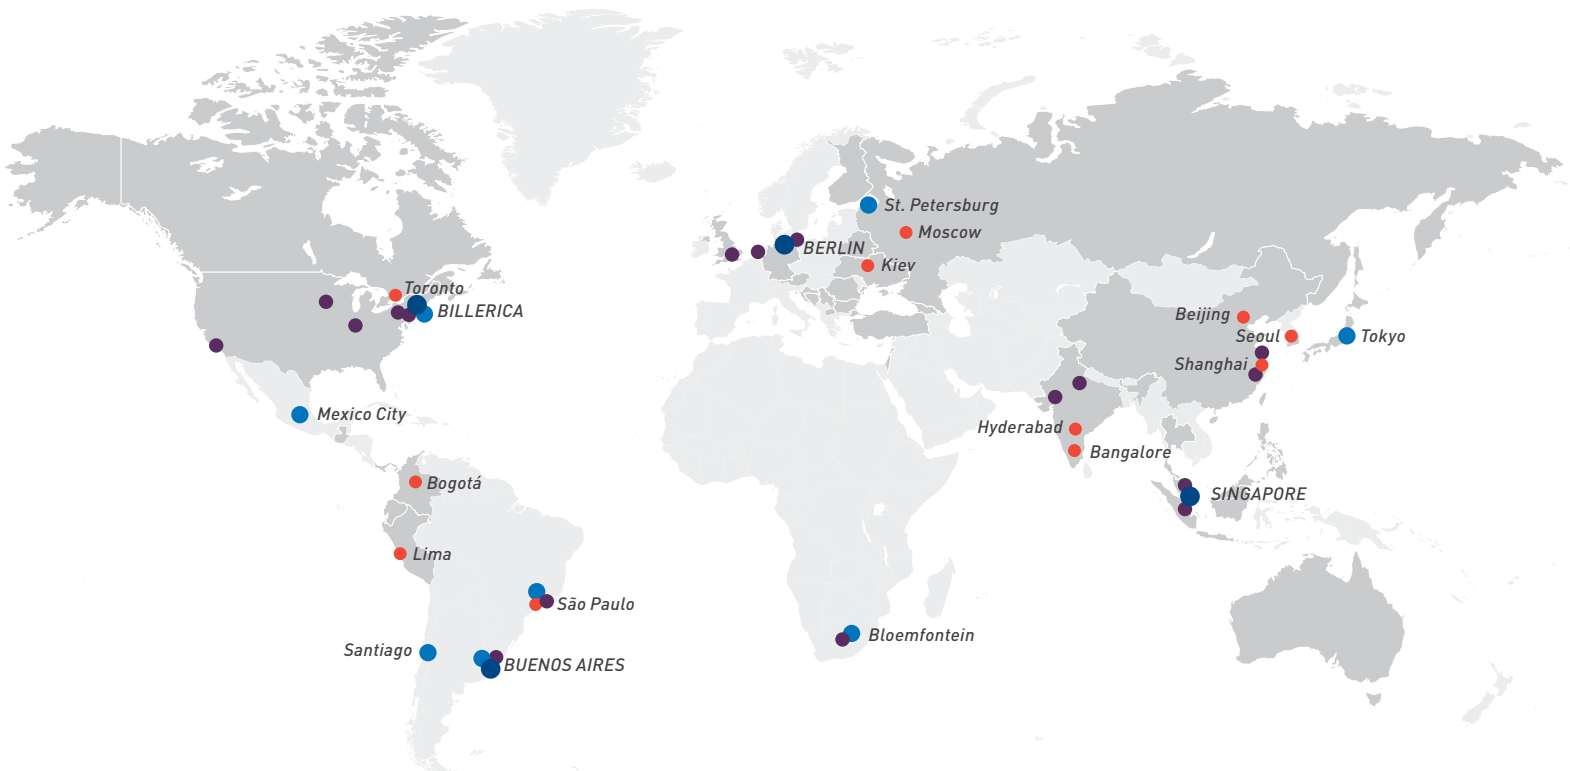 St. Petersburg
Moscow
BERLIN
Kiev
Toronto
BILLERICA
Beijing
Seoul
Tokyo
Shanghai
Mexico City
Hyderabad
Bangalore
Bogotá
SINGAPORE
Lima
São Paulo
Bloemfontein
Santiago
BUENOS AIRES